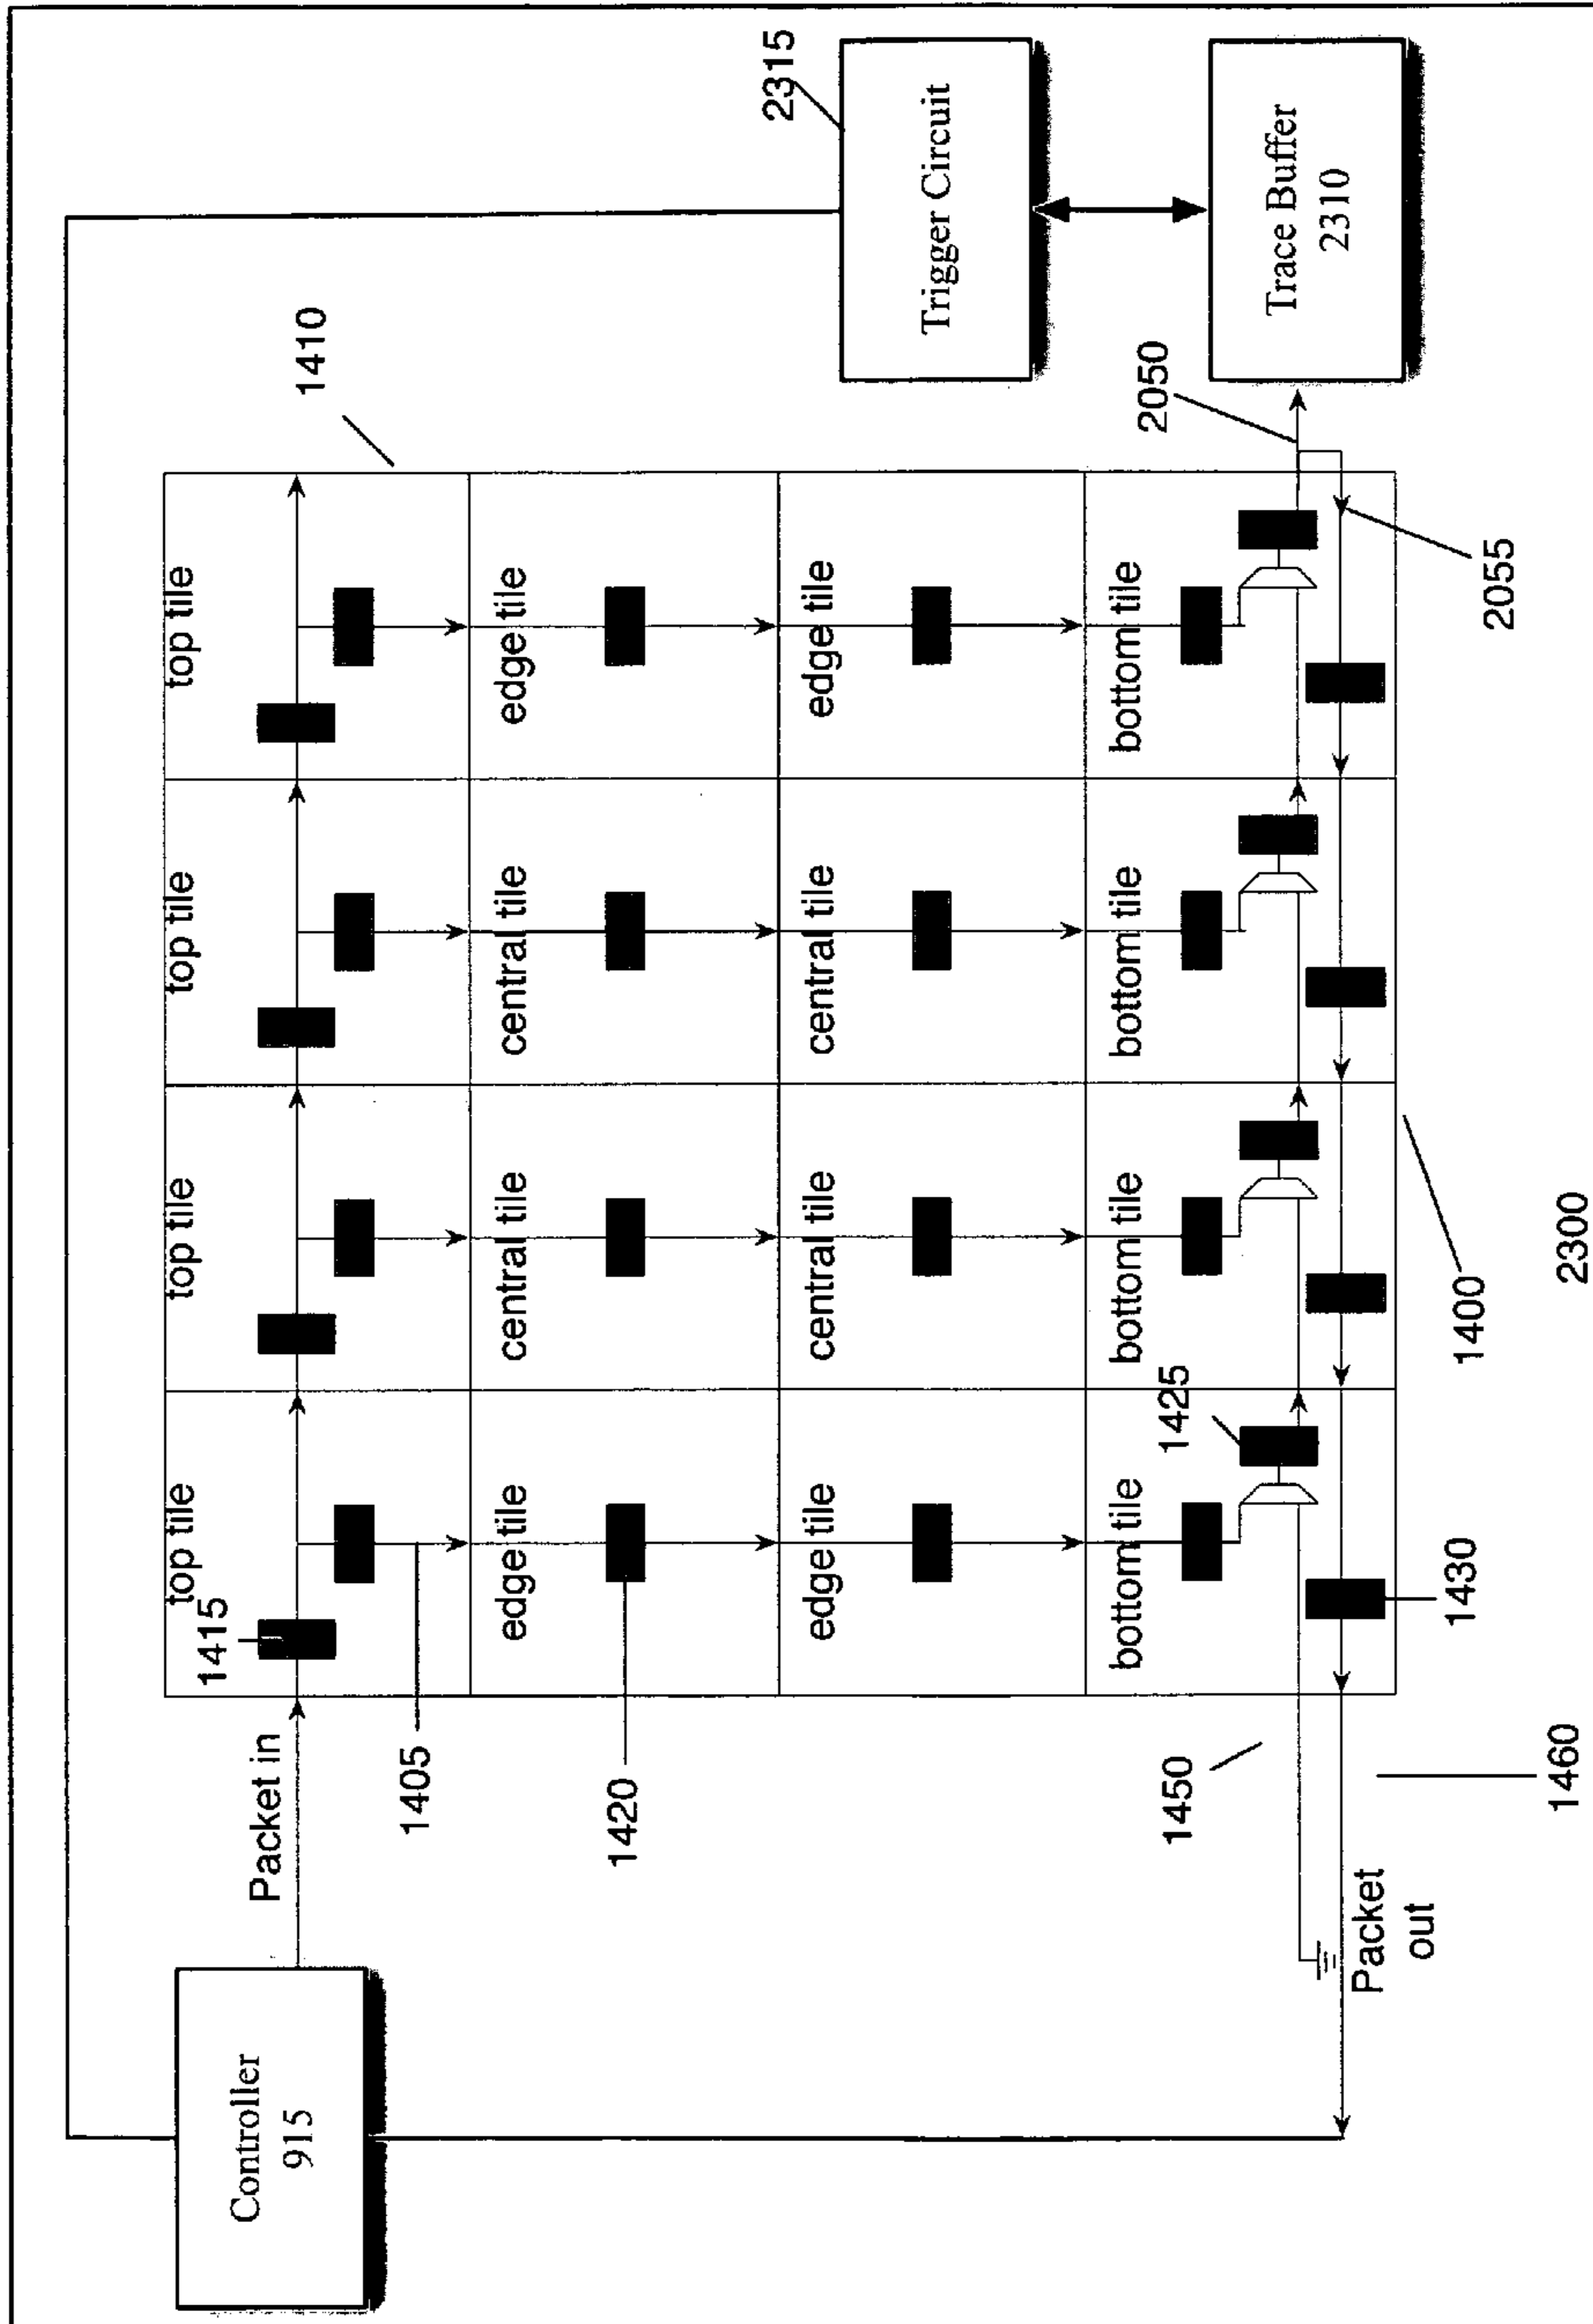 Controller
915
Packet in
1415
1405
1420
top tile
top tile
top tile
top tile
1410
edge tile
central tile
central tile
edge tile
edge tile
central tile
central tile
edge tile
bottom tile
bottom tile
bottom tile
bottom tile
1425
1450
Packet
out
1460
1430
1400
2300
2050
2055
2315
Trigger Circuit
Trace Buffer
2310